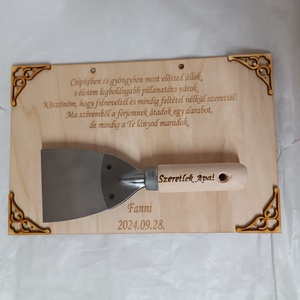 Csipkében és gyöngyben most előtted állok,
s életem legboldogabb pillanatára várok.
Köszönöm, hogy felneveltél és mindig feltétel nélkül szerettél!
Ma szívemből a férjemnek átadok egy darabot,
de mindig a Te lányod maradok.
Szeretlek Apa!
Fanni
2024.09.28.